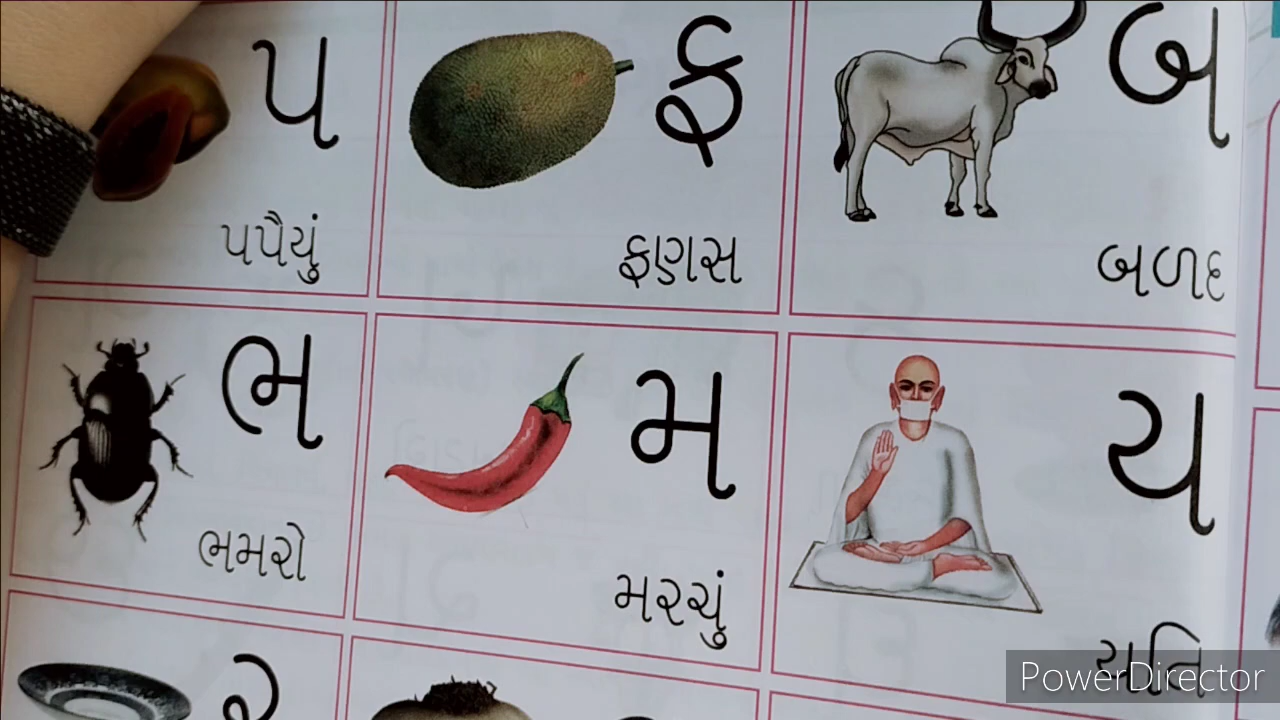 પ
ફ
બ
પપૈયું
ફણસ
બળદ
ભ
મ
ય
ભમરો
મરચું
યતિ
ર
PowerDirector